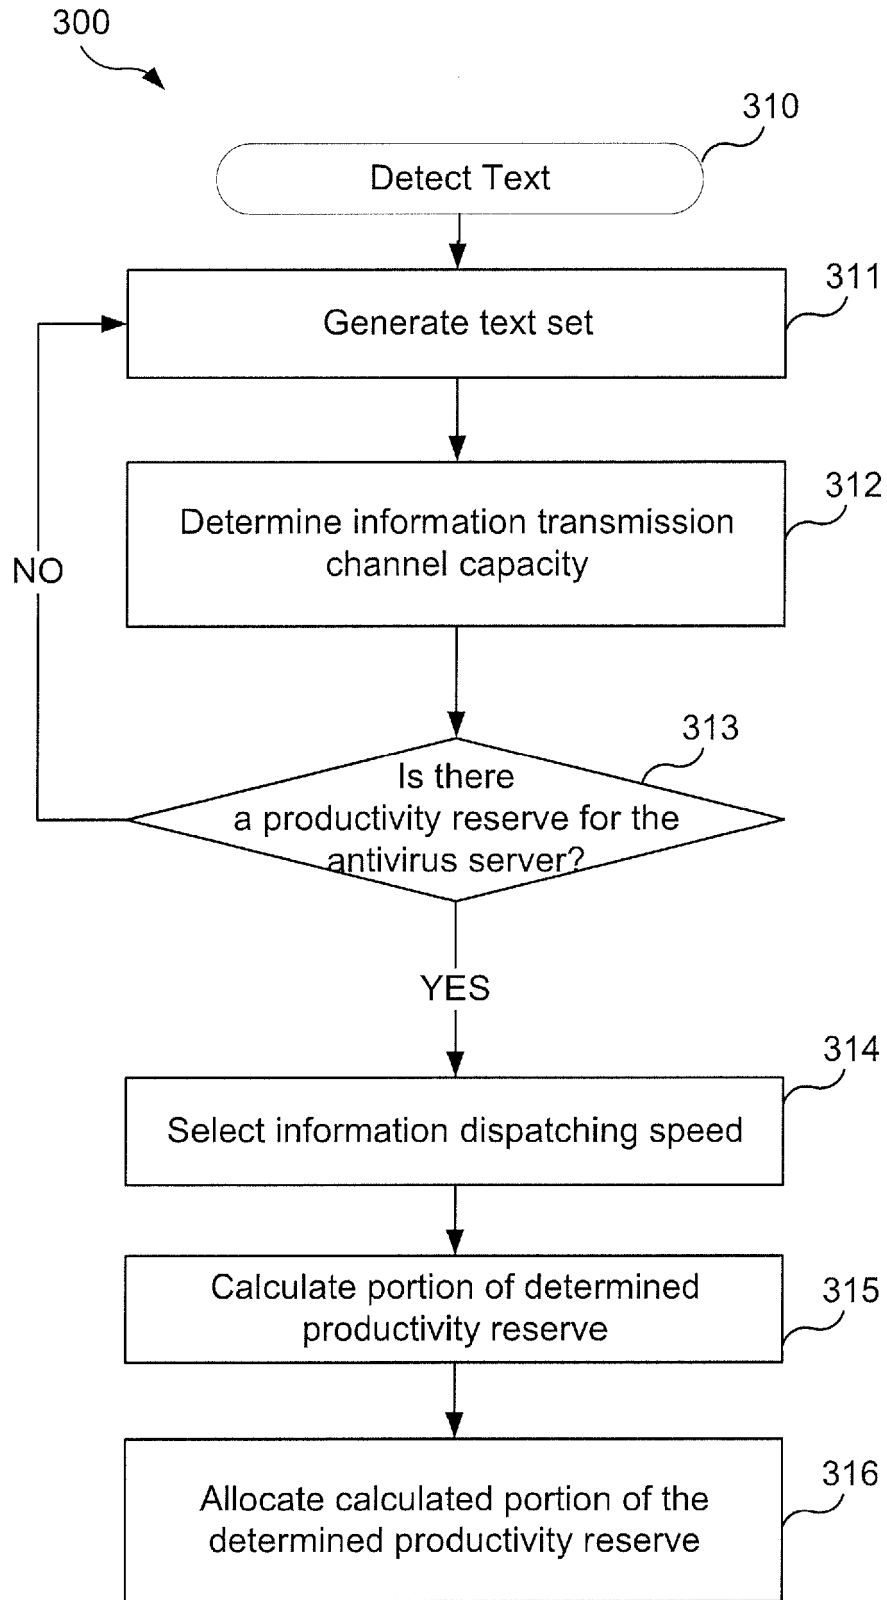 300
310
Detect Text
311
Generate text set
312
Determine information transmission
channel capacity
NO
313
Is there
a productivity reserve for the
antivirus server?
YES
314
Select information dispatching speed
315
Calculate portion of determined
productivity reserve
316
Allocate calculated portion of the
determined productivity reserve